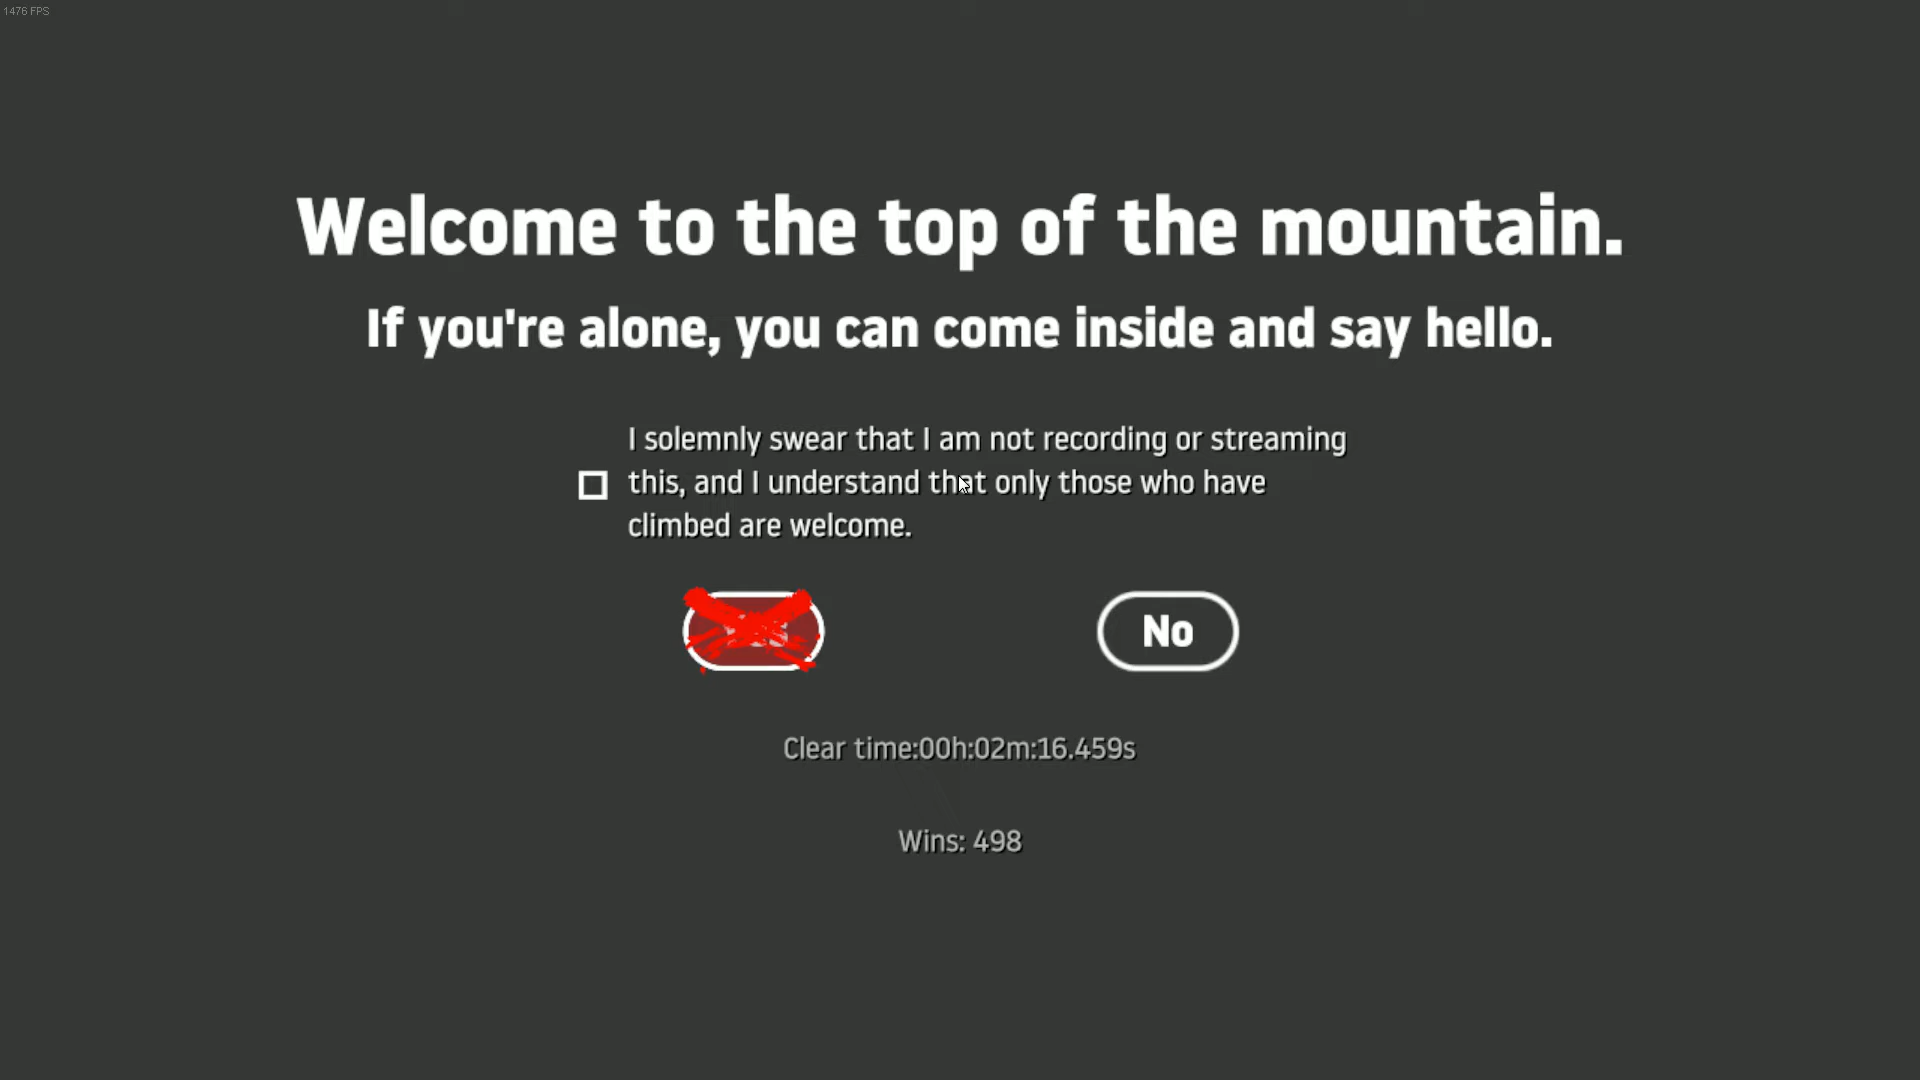 1476 FPS
Welcome to the top of the mountain.
If you're alone, you can come inside and say hello.
I solemnly swear that I am not recording or streaming
this, and I understand that only those who have
climbed are welcome.
No
Clear time:00h:02m:16.459s
Wins: 498